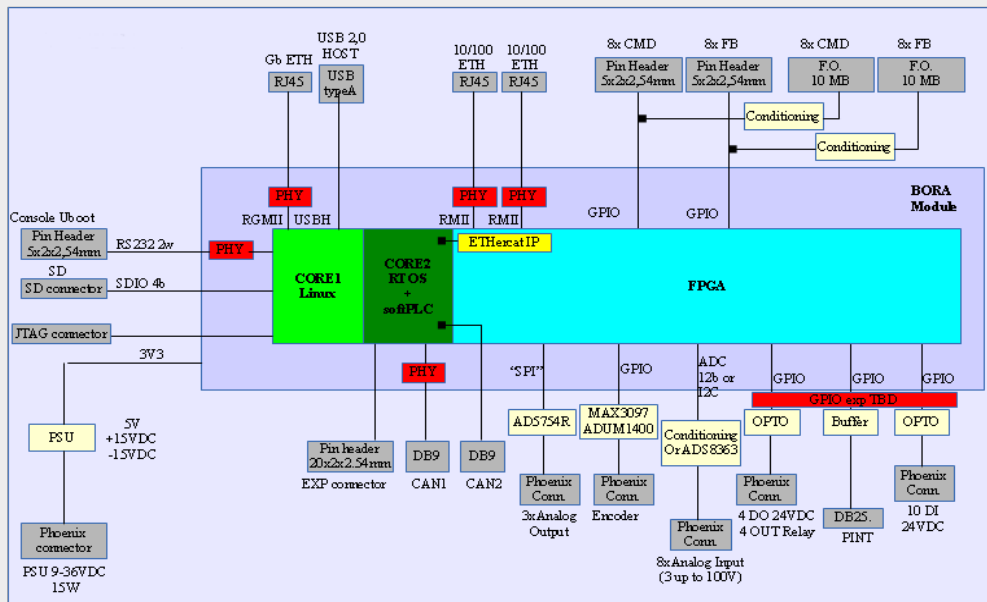 USB 2,0
HOST
Gb ETH
10/100
ETH
10/100
ETH
8x CMD
8x FB
8x CMD
8x FB
RJ45
USB
typeA
RJ45
RJ45
Pin Header
5x2x2,54mm
Pin Header
5x2x2,54mm
F.O.
10 MB
F.O.
10 MB
Conditioning
Conditioning
PHY
PHY
PHY
BORA
Module
RGMII
USBH
RMII
RMII
GPIO
GPIO
Console Uboot
Pin Header
5x2x2,54mm
RS232 2w
PHY
SD
SD connector
SDIO 4b
JTAG connector
3V3
CORE1
Linux
CORE2
RTOS
+
softPLC
ETHercat IP
FPGA
PHY
"SPI"
GPIO
ADC
12b or
I2C
GPIO
GPIO
GPIO
GPIO exp TBD
PSU
5V
+15VDC
-15VDC
Pin header
20x2x2.54mm
EXP connector
DB9
CAN1
DB9
CAN2
AD5754R
MAX3097
ADUM1400
Conditioning
Or ADS8363
OPTO
Buffer
OPTO
Phoenix
Conn.
3xAnalog
Output
Phoenix
Conn.
Encoder
Phoenix
Conn.
8xAnalog Input
(3 up to 100V)
Phoenix
Conn.
4 DO 24VDC
4 OUT Relay
DB25.
PINT
Phoenix
Conn.
10 DI
24VDC
Phoenix
connector
PSU 9-36VDC
15W